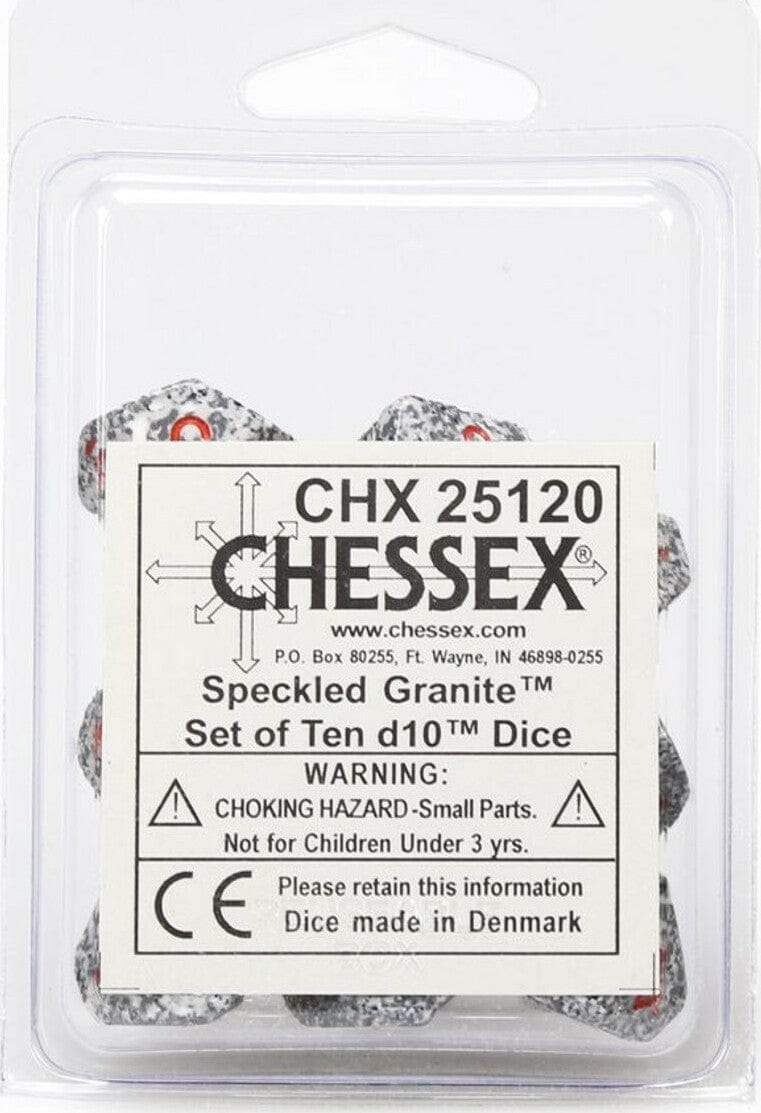 CHX 25120
CHESSEX®
www.chessex.com
P.O. Box 80255, Ft. Wayne, IN 46898-0255
Speckled Granite™
Set of Ten d10™ Dice
WARNING:
CHOKING HAZARD-Small Parts.
Not for Children Under 3 yrs.
CE
Please retain this information
Dice made in Denmark